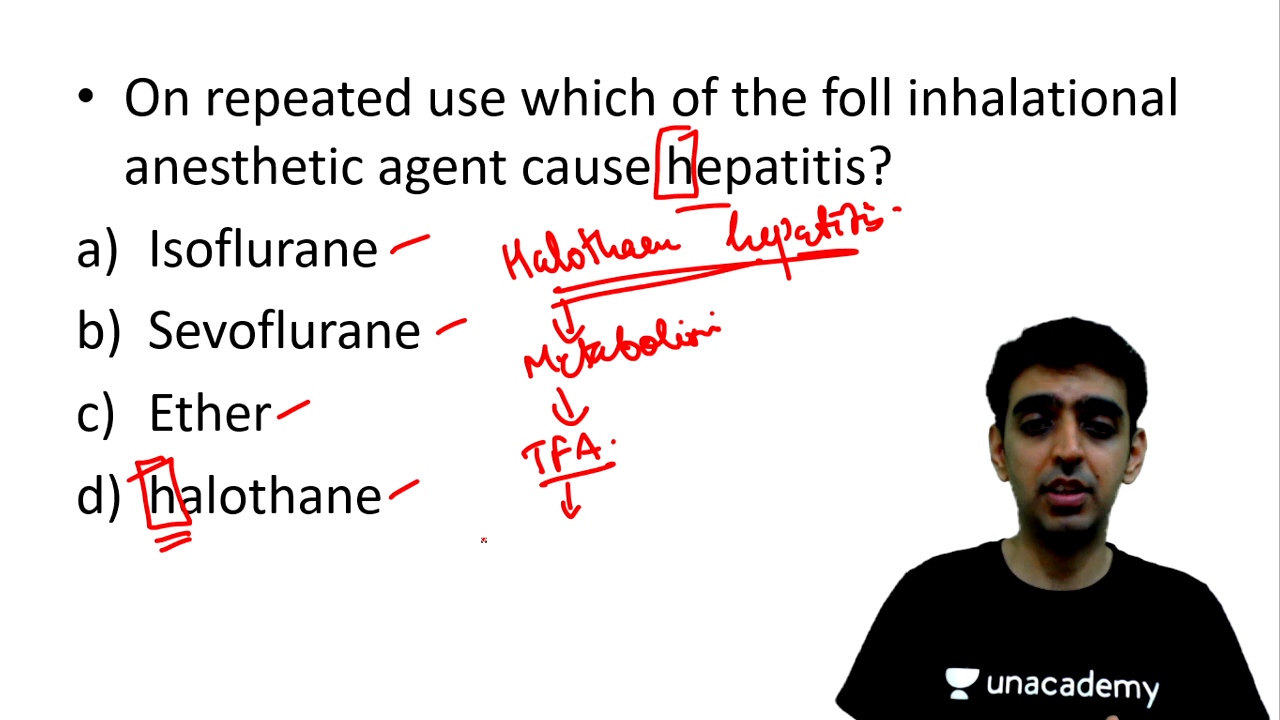 • On repeated use which of the foll inhalational
anesthetic agent cause hepatitis?
a) Isoflurane
b) Sevoflurane
c) Ether
d) halothane
Halothaen hepatitis.
Metabolism
TFA.
unacademy